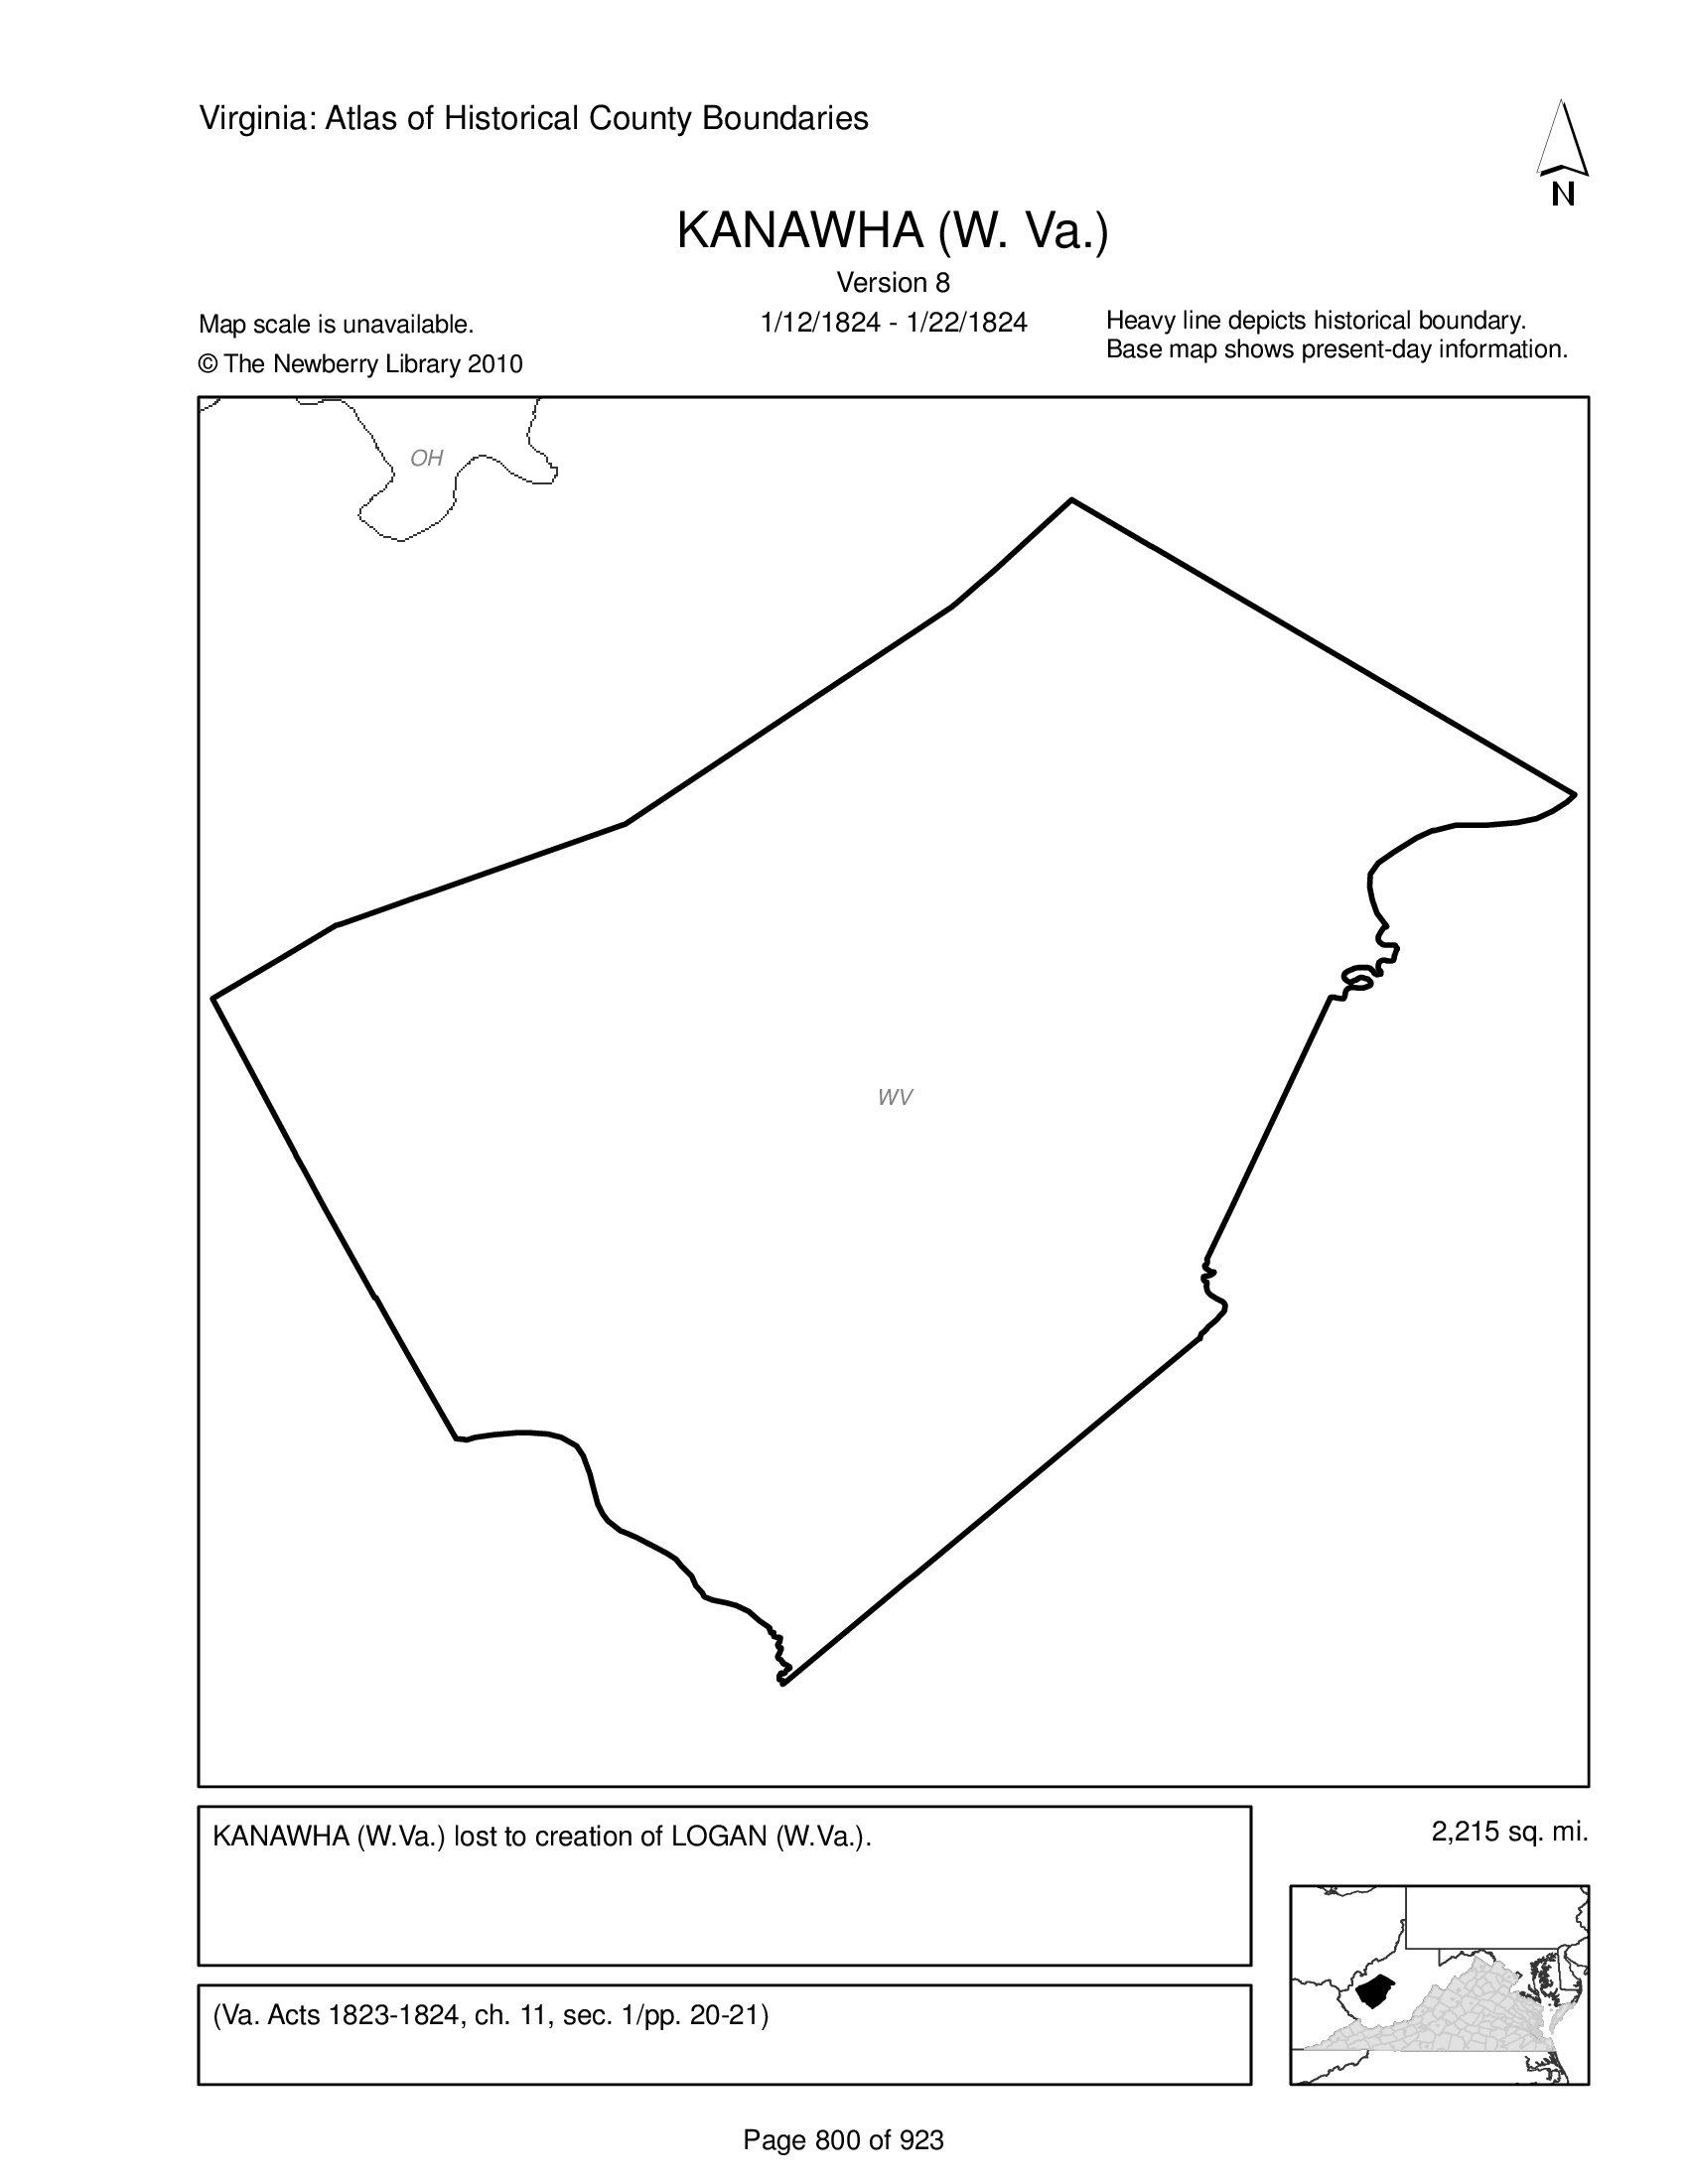 Virginia: Atlas of Historical County Boundaries
N
KANAWHA (W. Va.)
Version 8
1/12/1824 - 1/22/1824
Map scale is unavailable.
© The Newberry Library 2010
Heavy line depicts historical boundary.
Base map shows present-day information.
OH
WV
KANAWHA (W.Va.) lost to creation of LOGAN (W.Va.).
2,215 sq. mi.
(Va. Acts 1823-1824, ch. 11, sec. 1/pp. 20-21)
Page 800 of 923